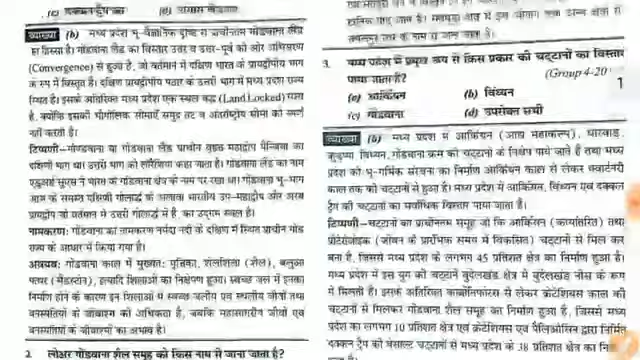 (c) दक्कन ट्रैप का (d) उपरोक्त सभी
व्याख्या (b) मध्य प्रदेश भू-वैज्ञानिक दृष्टि से प्राचीनतम गोंडवाना लैंड
का हिस्सा है। गोंडवाना लैंड का विस्तार उत्तर व उत्तर-पूर्व की ओर अभिसरण
(Convergence) से हुआ है, जो वर्तमान में दक्षिण भारत के प्रायद्वीपीय भाग
के रूप में विस्तृत है। दक्षिण प्रायद्वीपीय पठार के उत्तरी भाग में मध्य प्रदेश राज्य
स्थित है। इसके अतिरिक्त मध्य प्रदेश एक स्थल बद्ध (Land Locked) राज्य
है, क्योंकि इसकी भौगोलिक सीमाएँ समुद्र तट व अंतर्राष्ट्रीय सीमा को स्पर्श
नहीं करती है।
टिप्पणी-गोण्डवाना या गोंडवाना लैंड प्राचीन वृहत महाद्वीप पैन्जिया का
दक्षिणी भाग था। उत्तरी भाग को लॉरेशिया कहा जाता है। गोंडवाना लैंड का नाम
एडुअर्ड सुएस ने भारत के गोंडवाना क्षेत्र के नाम पर रखा था। गोंडवाना भू-भाग
आज के समस्त दक्षिणी गोलार्द्ध के अलावा भारतीय उप-महाद्वीप और अरब
प्रायद्वीप जो वर्तमान में उत्तरी गोलार्द्ध में है का उद्गम स्थल है।
नामकरण: गोंडवाना का नामकरण नर्मदा नदी के दक्षिण में स्थित प्राचीन गोंड
राज्य के आधार में किया गया है।
अवयव: गोंडवाना काल में मुख्यत: मृत्तिका, शैलशिला (शैल), बलुआ
पत्थर (सैंडस्टोन), इत्यादि शिलाओं का निक्षेपण हुआ। स्वच्छ जल में इनका
निर्माण होने के कारण इन शिलाओं में स्वच्छ जलीय एवं स्थलीय जीवों तथा
वनस्पतियों के जीवाश्म की अधिकता है, जबकि महासागरीय जीवों एवं
वनस्पतियों के जीवाश्मों का अभाव है।
2. लोअर गोंडवाना शैल समूह को किस नाम से जाना जाता है?
3. मध्य प्रदेश में प्रमुख रूप से किस प्रकार की चट्टानों का विस्तार
पाया जाता है? (Group 4-20
1
(a) आर्कियन (b) विंध्यन
(c) गोंडवाना (d) उपरोक्त सभी
व्याख्या (d) मध्य प्रदेश में आर्कियन (आद्य महाकल्प), धारवाड़,
कुडप्पा विंध्यन, गोंडवाना क्रम की चट्टानों के निक्षेप पाये जाते हैं तथा मध्य
प्रदेश की भू-गर्भिक संरचना का निर्माण आर्कियन काल से लेकर क्वार्टनरी
काल तक की चट्टानों से हुआ है। मध्य प्रदेश में आर्कियन, विंध्यन एवं दक्कन
ट्रैप की चट्टानों का सर्वाधिक विस्तार पाया जाता है।
टिप्पणी-चट्टानों का प्राचीनतम समूह जो कि आर्कियन (कायांतरित) तथा
प्रोटेरोजोइक (जीवन के प्रारंभिक समय में विकसित) चट्टानों से मिल कर
बना है, जिससे मध्य प्रदेश के लगभग 45 प्रतिशत क्षेत्र का निर्माण हुआ है।
मध्य प्रदेश में इस युग की चट्टानें बुंदेलखंड क्षेत्र में बुंदेलखंड नीस के रूप
में मिलती हैं। इसके अतिरिक्त कार्बोनिफेरस से लेकर क्रेटेशियस काल की
चट्टानों से मिलकर गोंडवाना शैल समूह का निर्माण हुआ है, जिससे मध्य
प्रदेश का लगभग 10 प्रतिशत क्षेत्र एवं क्रेटेशियस और पैलिओसिन द्वारा निर्मित
दक्कन ट्रैप की बेसाल्ट चट्टानों से मध्य प्रदेश के 38 प्रतिशत क्षेत्र का